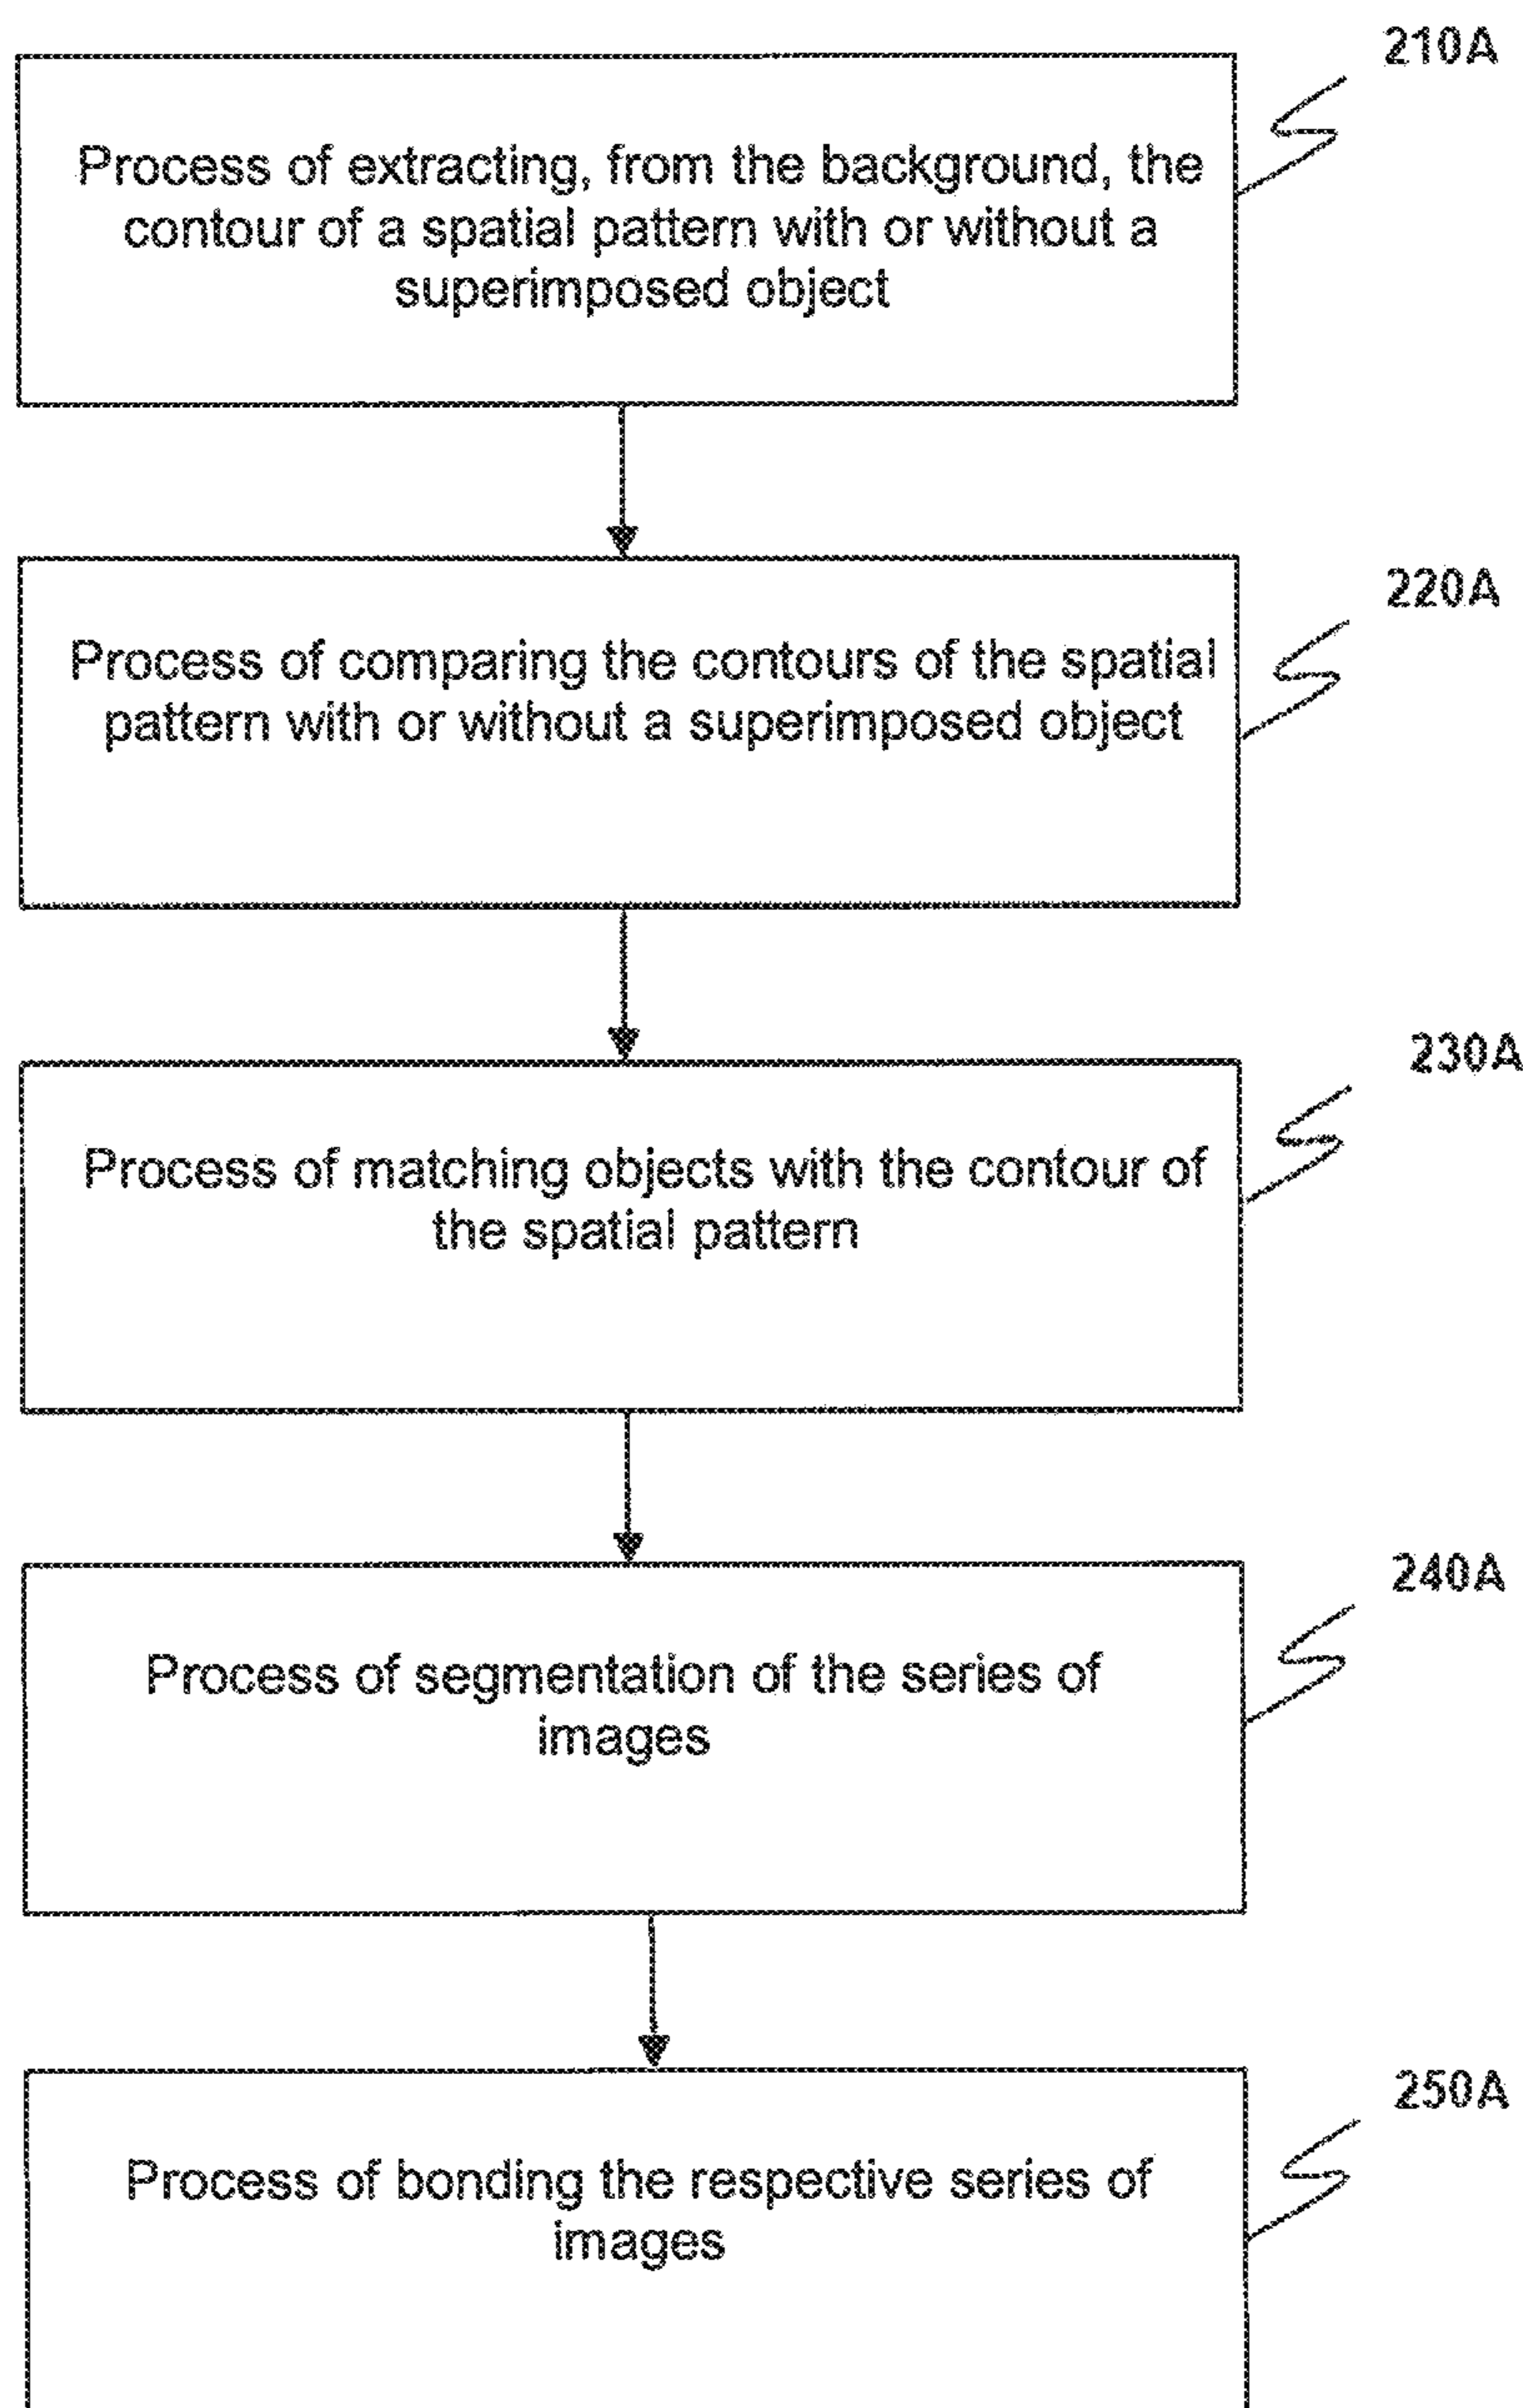 210A
Process of extracting, from the background, the
contour of a spatial pattern with or without a
superimposed object
220A
Process of comparing the contours of the spatial
pattern with or without a superimposed object
230A
Process of matching objects with the contour of
the spatial pattern
240A
Process of segmentation of the series of
images
250A
Process of bonding the respective series of
images